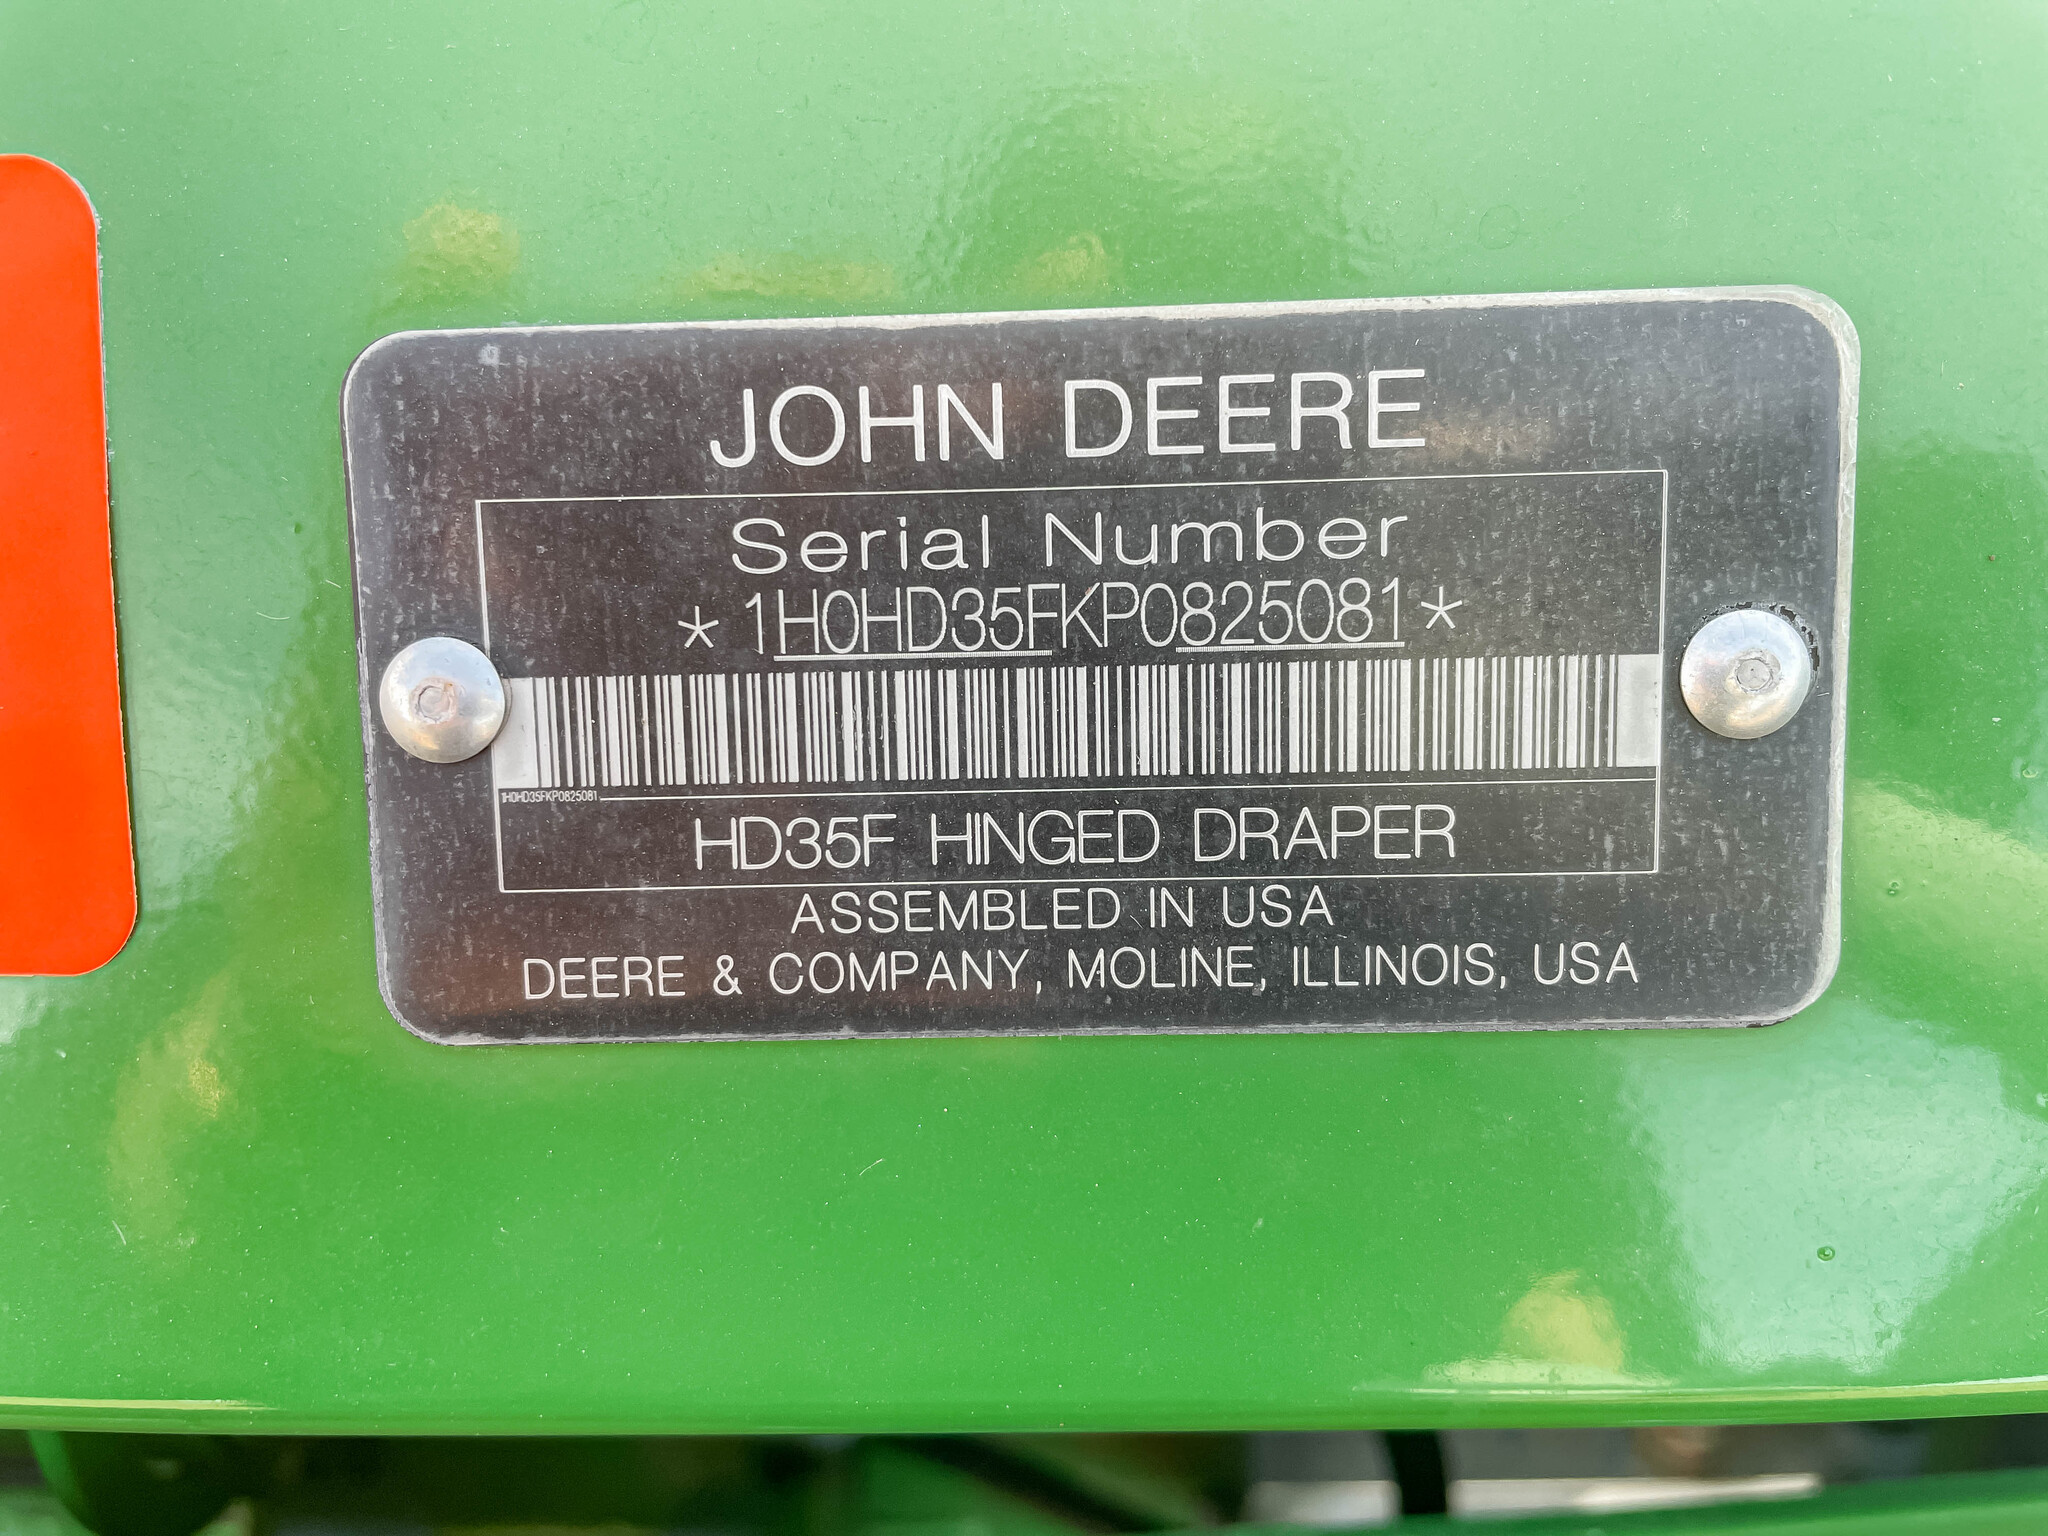 JOHN DEERE
Serial Number
*1H0HD35FKP0825081*
1H0HD35FKP0825081
HD35F HINGED DRAPER
ASSEMBLED IN USA
DEERE & COMPANY, MOLINE, ILLINOIS, USA